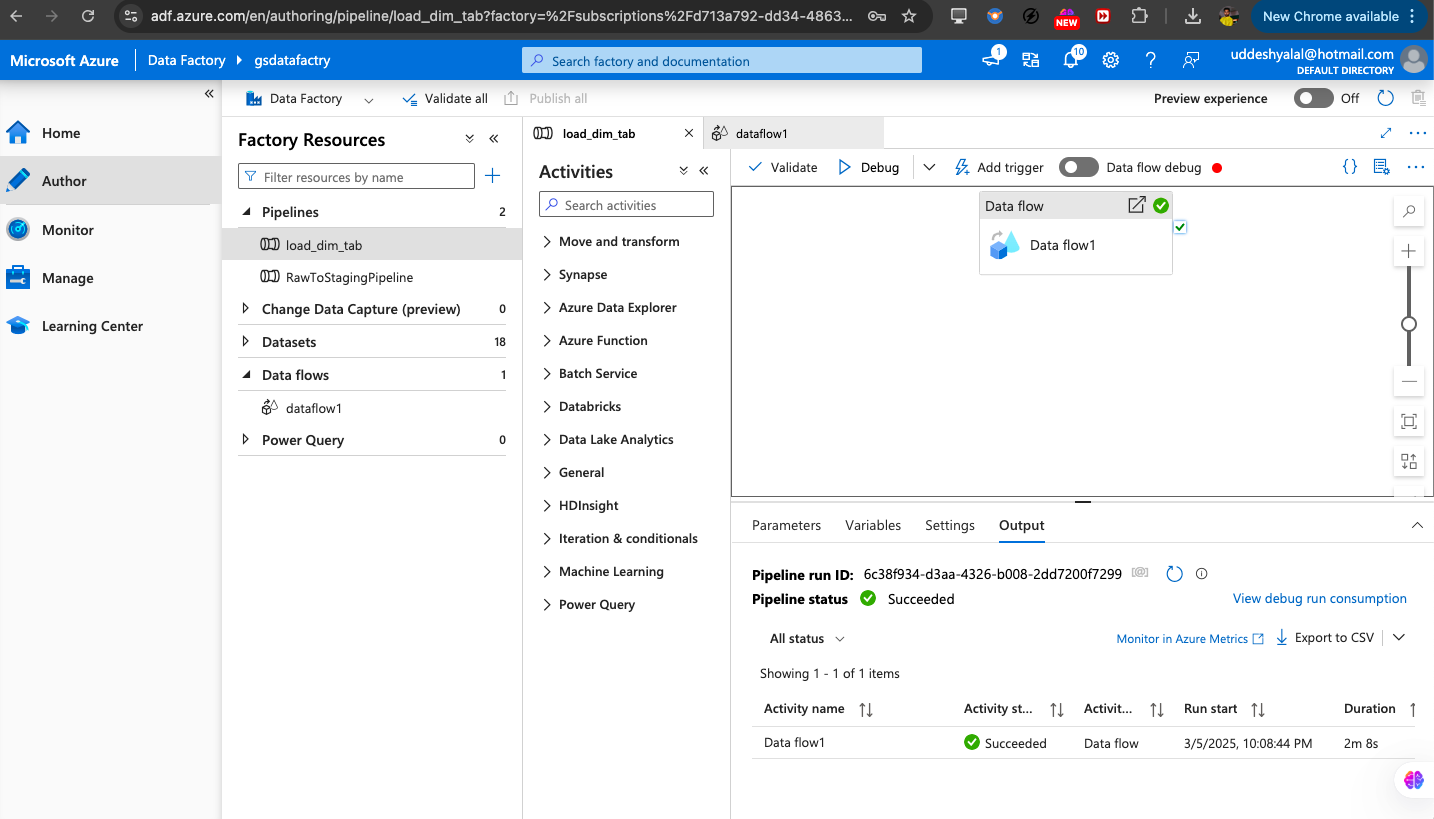 adf.azure.com/en/authoring/pipeline/load_dim_tab?factory=%2Fsubscriptions%2Fd713a792-dd34-4863...
NEW
New Chrome available
Microsoft Azure
Data Factory
gsdatafactry
Search factory and documentation
1
10
uddeshyalal@hotmail.com
DEFAULT DIRECTORY
Data Factory
Validate all
Publish all
Preview experience
Off
Home
Author
Monitor
Manage
Learning Center
Factory Resources
Filter resources by name
Pipelines 2
load_dim_tab
RawToStagingPipeline
Change Data Capture (preview) 0
Datasets 18
Data flows 1
dataflow1
Power Query 0
load_dim_tab
dataflow1
Activities
Search activities
Move and transform
Synapse
Azure Data Explorer
Azure Function
Batch Service
Databricks
Data Lake Analytics
General
HDInsight
Iteration & conditionals
Machine Learning
Power Query
Validate
Debug
Add trigger
Data flow debug
Data flow
Data flow1
Parameters
Variables
Settings
Output
Pipeline run ID: 6c38f934-d3aa-4326-b008-2dd7200f7299
Pipeline status Succeeded
View debug run consumption
All status
Monitor in Azure Metrics
Export to CSV
Showing 1 - 1 of 1 items
Activity name Activity st... Activit... Run start Duration
Data flow1 Succeeded Data flow 3/5/2025, 10:08:44 PM 2m 8s